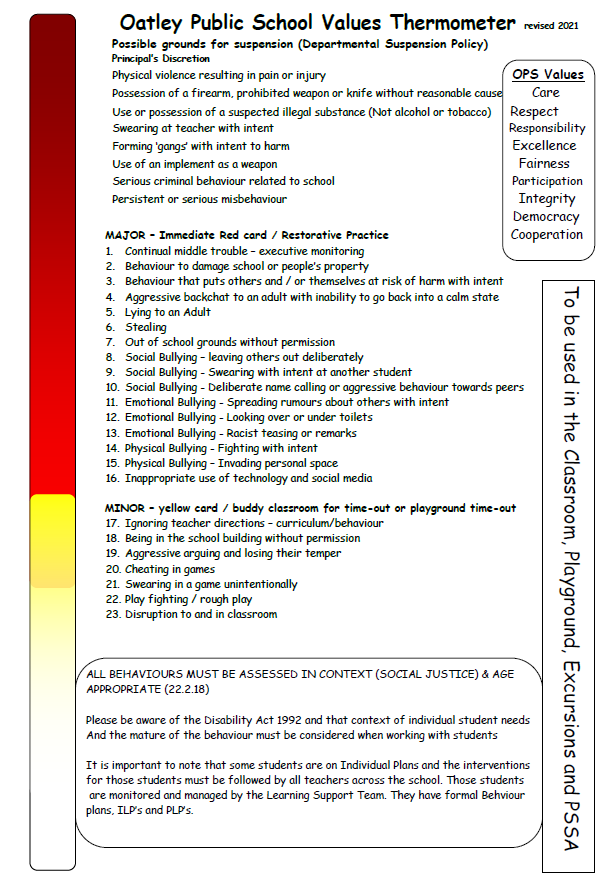 Oatley Public School Values Thermometer revised 2021
Possible grounds for suspension (Departmental Suspension Policy)
Principal's Discretion
Physical violence resulting in pain or injury
Possession of a firearm, prohibited weapon or knife without reasonable cause
Use or possession of a suspected illegal substance (Not alcohol or tobacco)
Swearing at teacher with intent
Forming 'gangs' with intent to harm
Use of an implement as a weapon
Serious criminal behaviour related to school
Persistent or serious misbehaviour
OPS Values
Care
Respect
Responsibility
Excellence
Fairness
Participation
Integrity
Democracy
Cooperation
MAJOR – Immediate Red card / Restorative Practice
1. Continual middle trouble – executive monitoring
2. Behaviour to damage school or people's property
3. Behaviour that puts others and / or themselves at risk of harm with intent
4. Aggressive backchat to an adult with inability to go back into a calm state
5. Lying to an Adult
6. Stealing
7. Out of school grounds without permission
8. Social Bullying – leaving others out deliberately
9. Social Bullying - Swearing with intent at another student
10. Social Bullying - Deliberate name calling or aggressive behaviour towards peers
11. Emotional Bullying - Spreading rumours about others with intent
12. Emotional Bullying - Looking over or under toilets
13. Emotional Bullying - Racist teasing or remarks
14. Physical Bullying - Fighting with intent
15. Physical Bullying – Invading personal space
16. Inappropriate use of technology and social media
MINOR – yellow card / buddy classroom for time-out or playground time-out
17. Ignoring teacher directions – curriculum/behaviour
18. Being in the school building without permission
19. Aggressive arguing and losing their temper
20. Cheating in games
21. Swearing in a game unintentionally
22. Play fighting / rough play
23. Disruption to and in classroom
To be used in the Classroom, Playground, Excursions and PSSA
ALL BEHAVIOURS MUST BE ASSESSED IN CONTEXT (SOCIAL JUSTICE) & AGE
APPROPRIATE (22.2.18)
Please be aware of the Disability Act 1992 and that context of individual student needs
And the mature of the behaviour must be considered when working with students
It is important to note that some students are on Individual Plans and the interventions
for those students must be followed by all teachers across the school. Those students
are monitored and managed by the Learning Support Team. They have formal Behviour
plans, ILP's and PLP's.